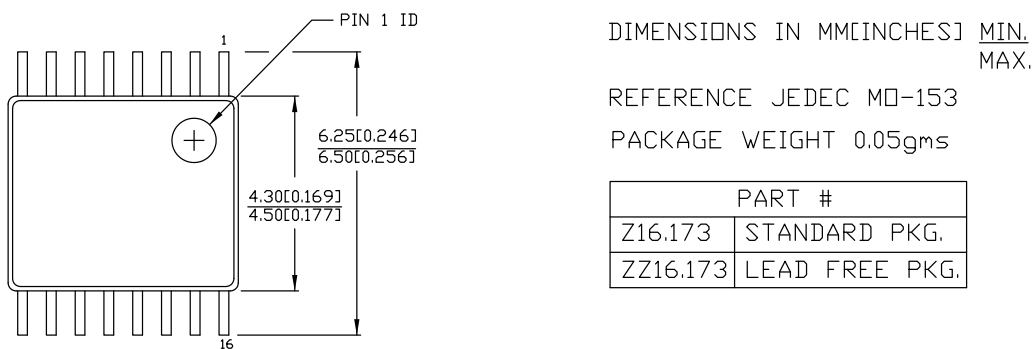 PIN 1 ID
1
6.25[0.246]
6.50[0.256]
4.30[0.169]
4.50[0.177]
16
DIMENSIONS IN MM[INCHES] MIN.
MAX.
REFERENCE JEDEC MO-153
PACKAGE WEIGHT 0.05gms
PART #
Z16.173 STANDARD PKG.
ZZ16.173 LEAD FREE PKG.